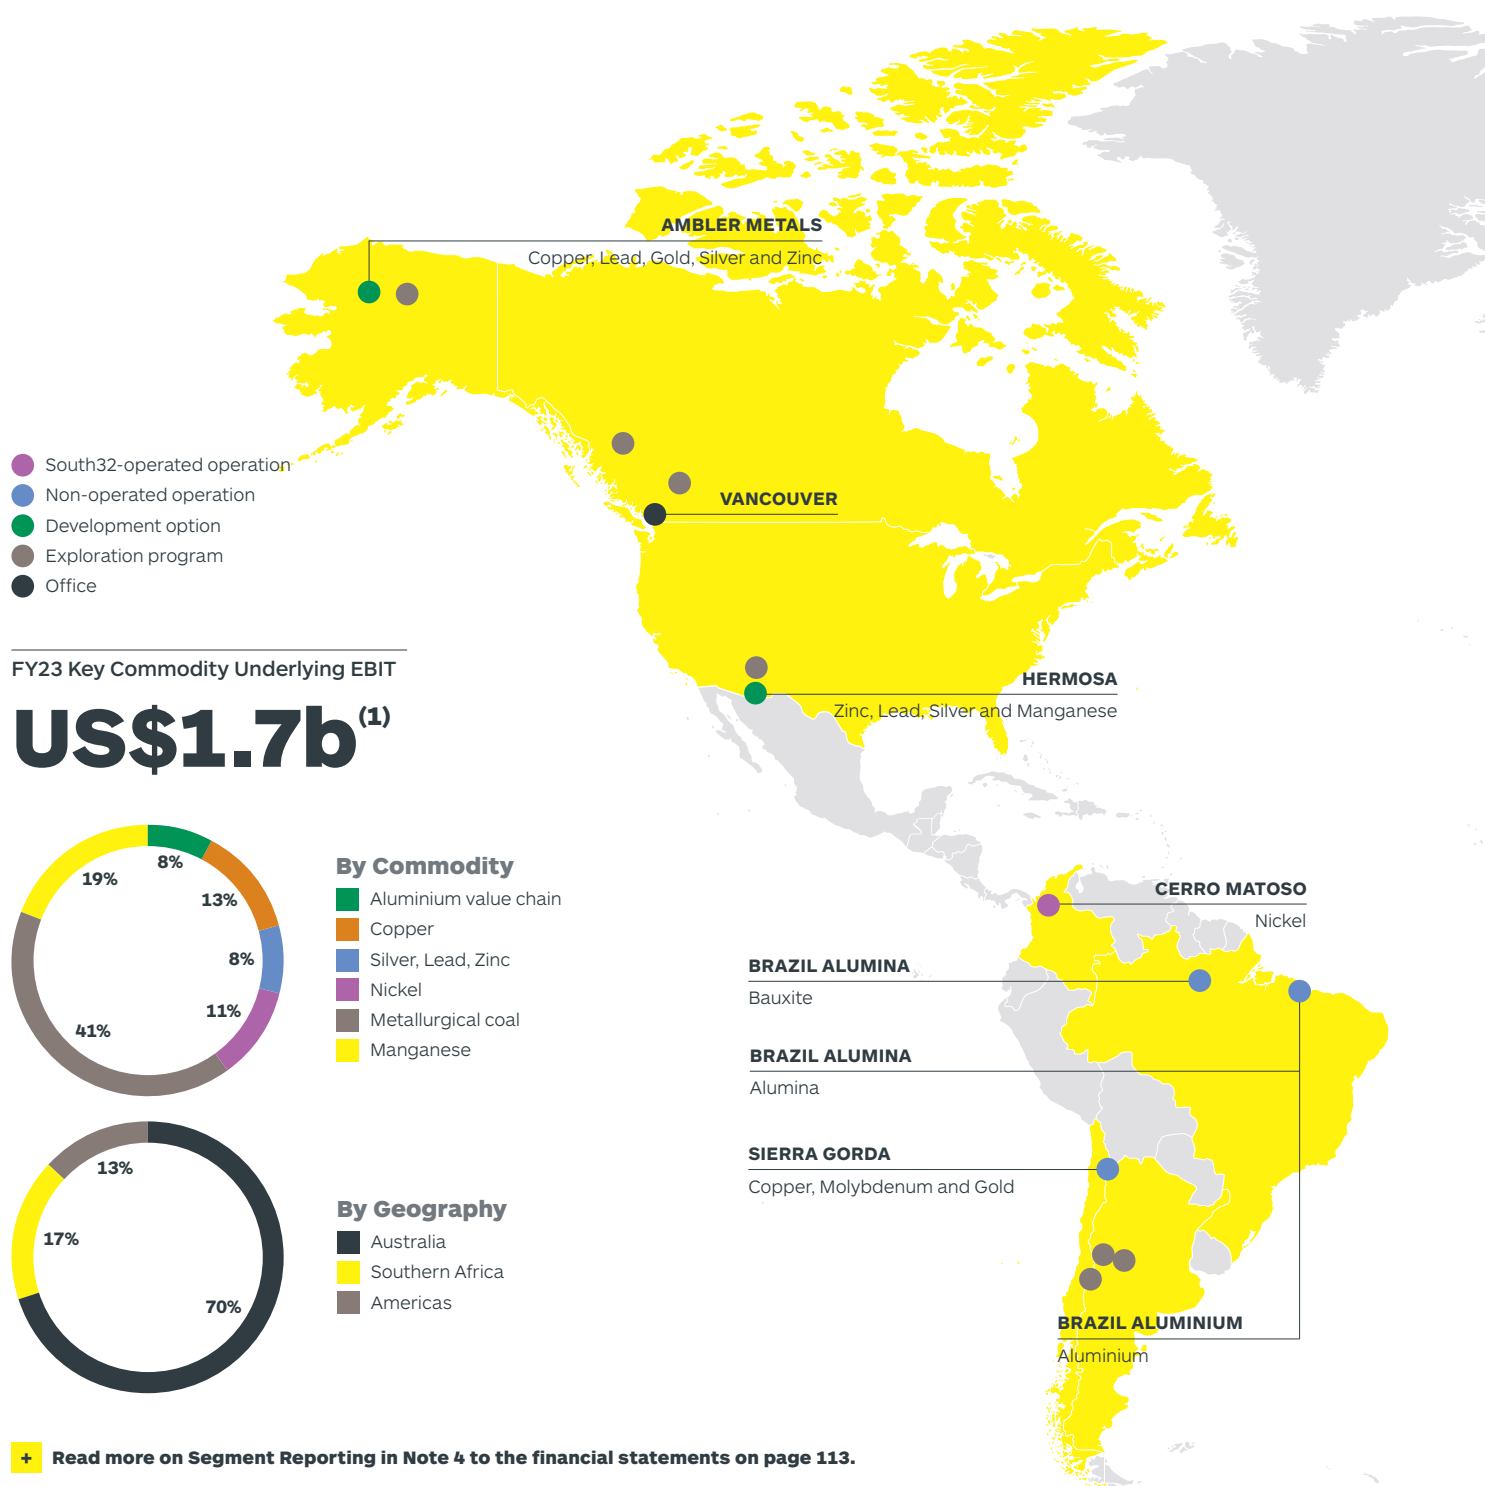 AMBLER METALS
Copper, Lead, Gold, Silver and Zinc
South32-operated operation
Non-operated operation
Development option
Exploration program
Office
VANCOUVER
FY23 Key Commodity Underlying EBIT
US$1.7b(1)
HERMOSA
Zinc, Lead, Silver and Manganese
8%
13%
8%
11%
41%
19%
By Commodity
Aluminium value chain
Copper
Silver, Lead, Zinc
Nickel
Metallurgical coal
Manganese
CERRO MATOSO
Nickel
BRAZIL ALUMINA
Bauxite
BRAZIL ALUMINA
Alumina
SIERRA GORDA
Copper, Molybdenum and Gold
BRAZIL ALUMINIUM
Aluminium
13%
17%
70%
By Geography
Australia
Southern Africa
Americas
+ Read more on Segment Reporting in Note 4 to the financial statements on page 113.